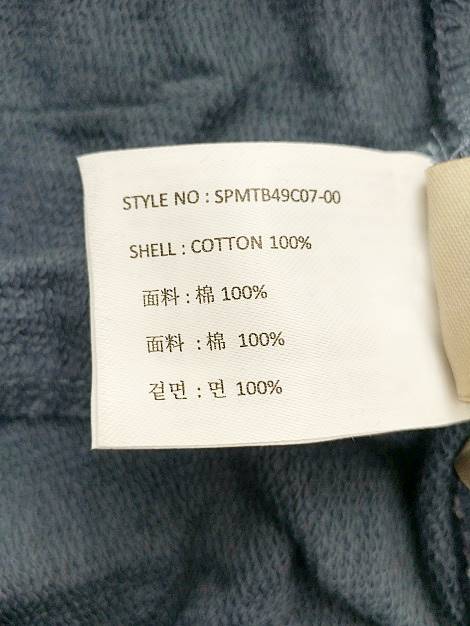 STYLE NO : SPMTB49C07-00
SHELL : COTTON 100%
面料 : 棉 100%
面料 : 棉 100%
겉면 : 면 100%